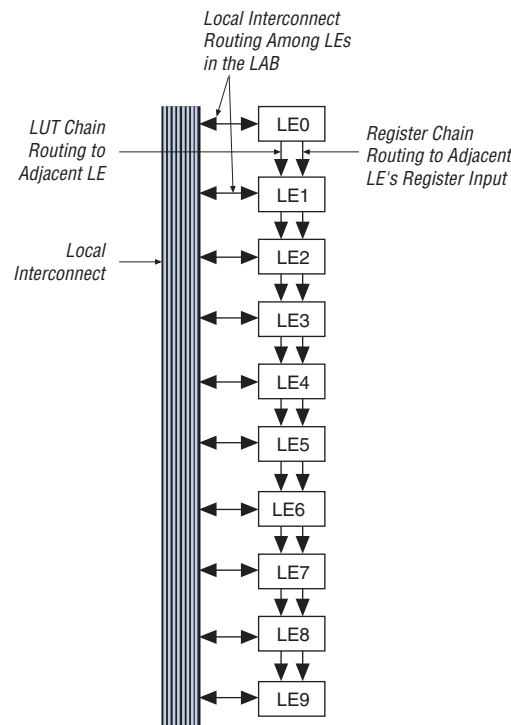 Local Interconnect
Routing Among LEs
in the LAB
LUT Chain
Routing to
Adjacent LE
Register Chain
Routing to Adjacent
LE's Register Input
Local
Interconnect
LE0
LE1
LE2
LE3
LE4
LE5
LE6
LE7
LE8
LE9